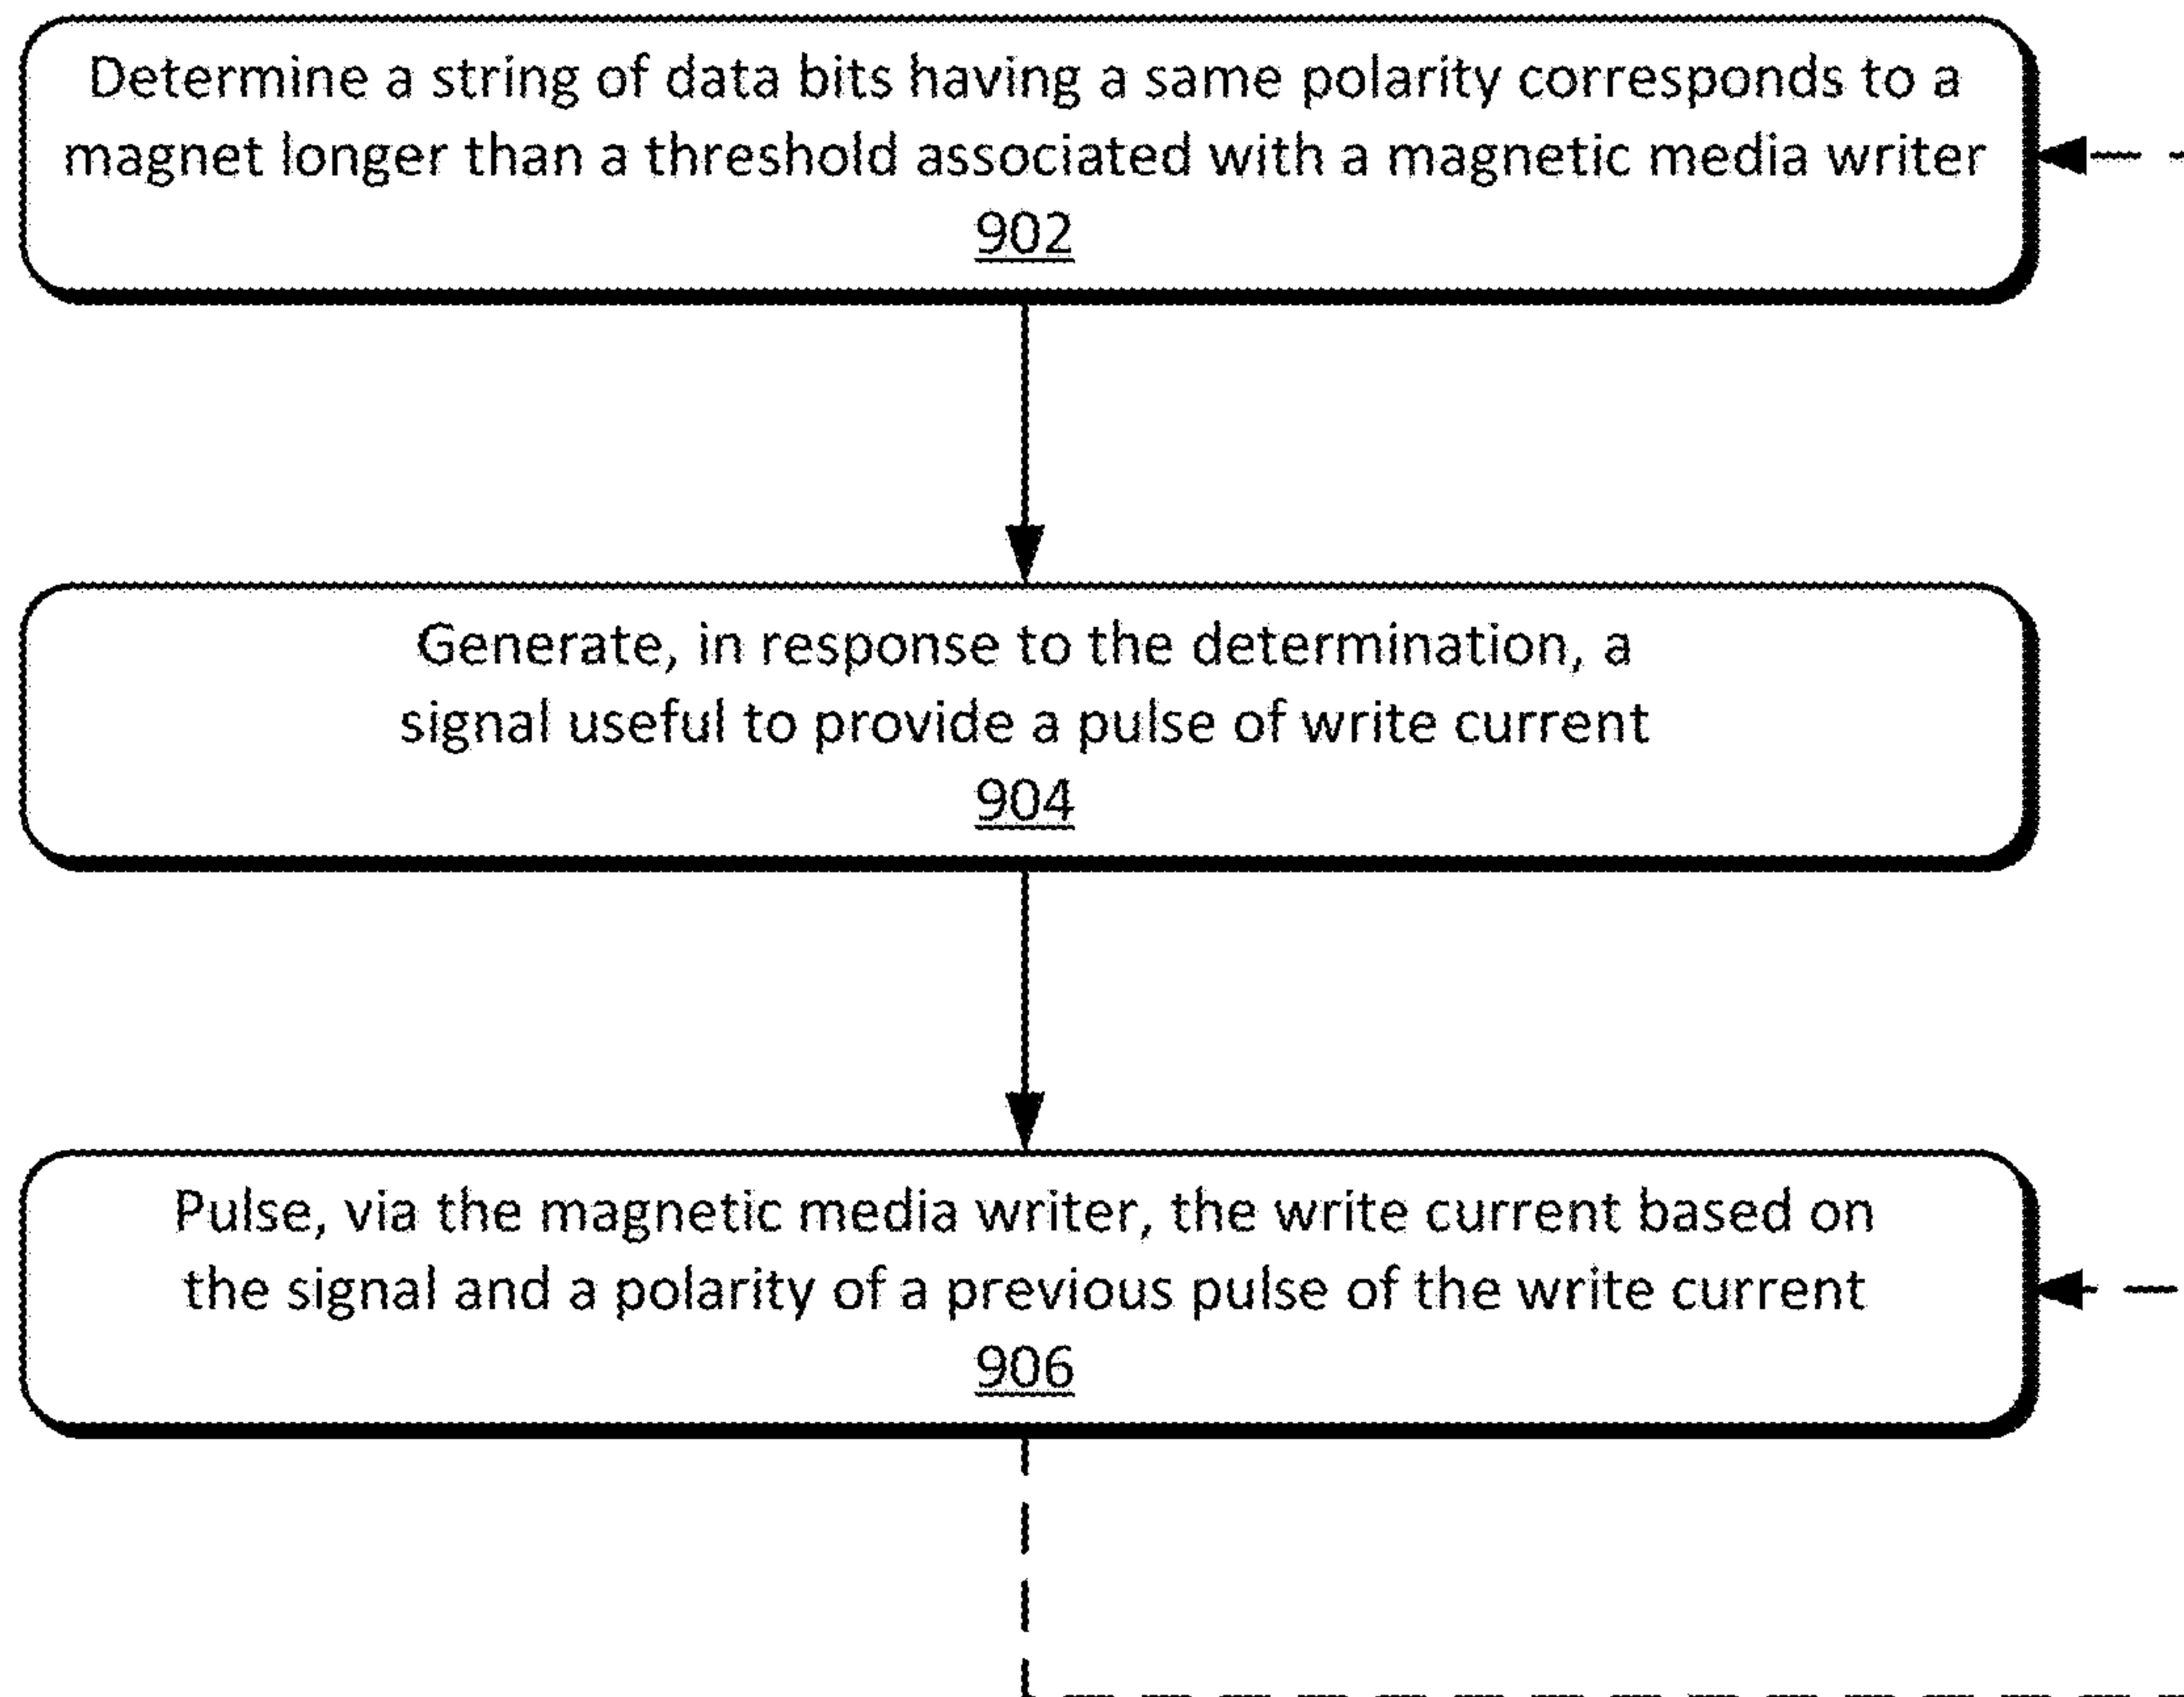 Determine a string of data bits having a same polarity corresponds to a
magnet longer than a threshold associated with a magnetic media writer
902
Generate, in response to the determination, a
signal useful to provide a pulse of write current
904
Pulse, via the magnetic media writer, the write current based on
the signal and a polarity of a previous pulse of the write current
906